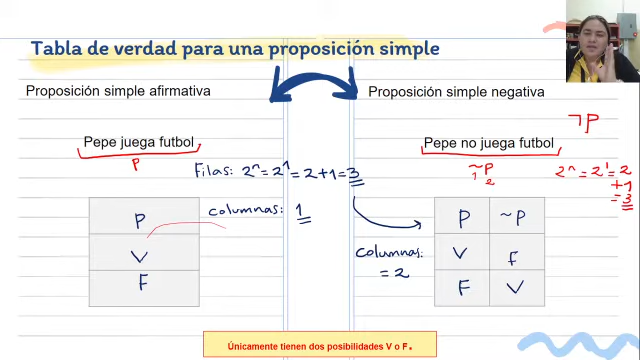 Tabla de verdad para una proposición simple
Proposición simple afirmativa
Proposición simple negativa
Pepe juega futbol
P
Pepe no juega futbol
~P
1 2
¬P
Filas: 2ⁿ = 2¹ = 2 + 1 = 3
2ⁿ = 2¹ = 2
+ 1
= 3
columnas: 1
P
V
F
columnas
= 2
P ~P
V F
F V
Únicamente tienen dos posibilidades V o F.